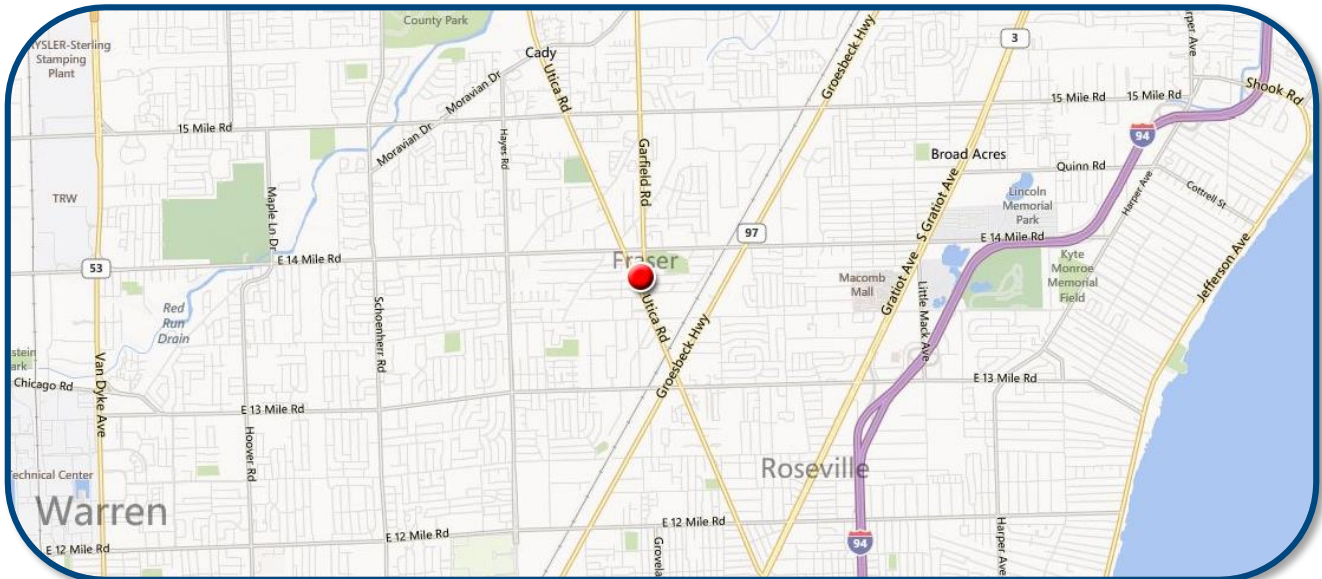 County Park
3
Harper Ave
RYSLER-Sterling
Stamping
Plant
Cady
Utica Rd
Groesbeck Hwy
Moravian Dr
Shook Rd
15 Mile Rd
15 Mile Rd
15 Mile Rd
Moravian Dr
Hayes Rd
Garfield Rd
94
Broad Acres
Quinn Rd
TRW
Maple Ln Dr
Lincoln
Memorial
Park
Harper Ave
Cottrell St
S Gratiot Ave
97
E 14 Mile Rd
E 14 Mile Rd
53
Fraser
Kyte
Monroe
Memorial
Field
Jefferson Ave
Macomb
Mall
Gratiot Ave
Little Mack Ave
Red
Run
Drain
Schoenherr Rd
Utica Rd
Groesbeck Hwy
Chicago Rd
Van Dyke Ave
E 13 Mile Rd
E 13 Mile Rd
Hoover Rd
Technical Center
Roseville
Warren
E 12 Mile Rd
E 12 Mile Rd
E 12 Mile Rd
94
Harper Ave